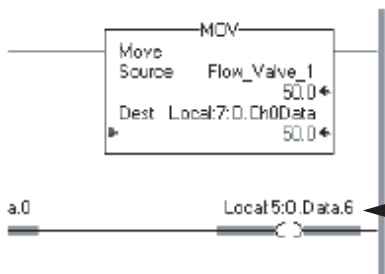 MOV
Move
Source Flow_Valve_1
50.0
Dest Local:7:O.Ch0Data
50.0
a.0 Local:5:O.Data.6